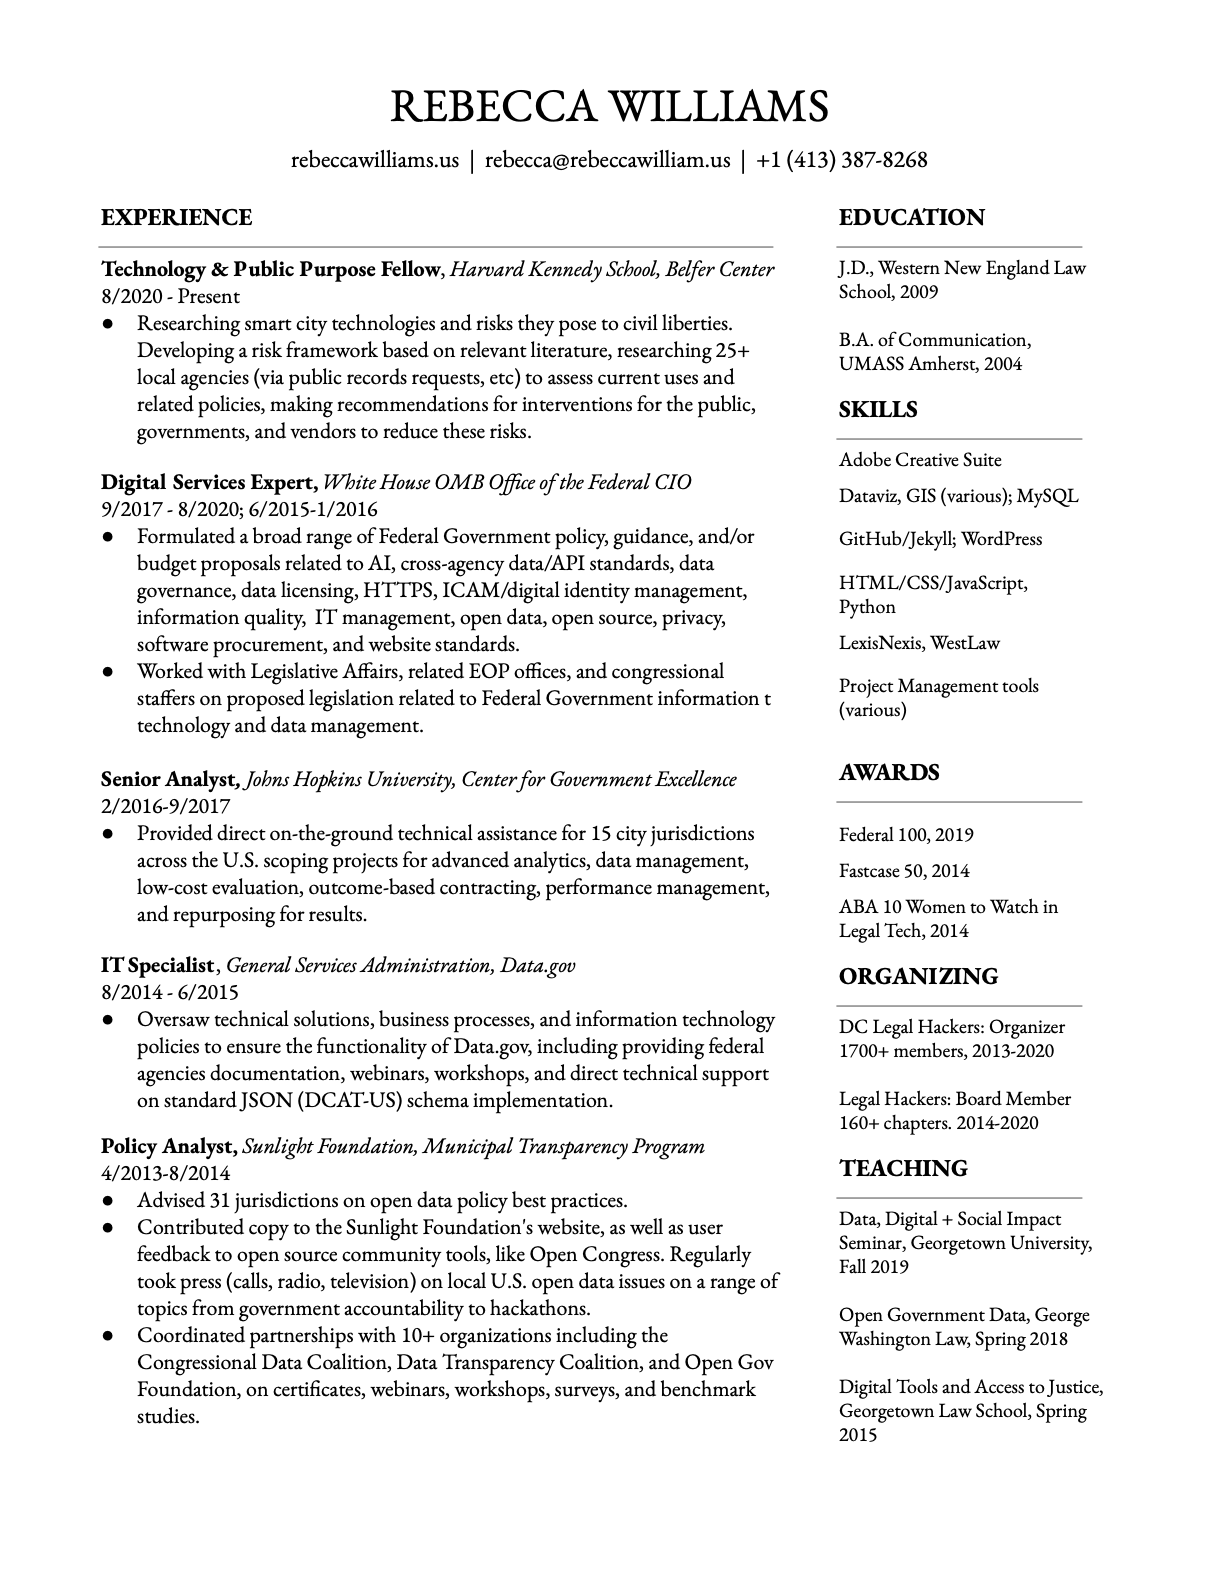 REBECCA WILLIAMS
rebeccawilliams.us | rebecca@rebeccawilliam.us | +1 (413) 387-8268
EXPERIENCE
Technology & Public Purpose Fellow, Harvard Kennedy School, Belfer Center
8/2020 - Present
● Researching smart city technologies and risks they pose to civil liberties.
Developing a risk framework based on relevant literature, researching 25+
local agencies (via public records requests, etc) to assess current uses and
related policies, making recommendations for interventions for the public,
governments, and vendors to reduce these risks.
Digital Services Expert, White House OMB Office of the Federal CIO
9/2017 - 8/2020; 6/2015-1/2016
● Formulated a broad range of Federal Government policy, guidance, and/or
budget proposals related to AI, cross-agency data/API standards, data
governance, data licensing, HTTPS, ICAM/digital identity management,
information quality,  IT management, open data, open source, privacy,
software procurement, and website standards.
● Worked with Legislative Affairs, related EOP offices, and congressional
staffers on proposed legislation related to Federal Government information t
technology and data management.
Senior Analyst, Johns Hopkins University, Center for Government Excellence
2/2016-9/2017
● Provided direct on-the-ground technical assistance for 15 city jurisdictions
across the U.S. scoping projects for advanced analytics, data management,
low-cost evaluation, outcome-based contracting, performance management,
and repurposing for results.
IT Specialist, General Services Administration, Data.gov
8/2014 - 6/2015
● Oversaw technical solutions, business processes, and information technology
policies to ensure the functionality of Data.gov, including providing federal
agencies documentation, webinars, workshops, and direct technical support
on standard JSON (DCAT-US) schema implementation.
Policy Analyst, Sunlight Foundation, Municipal Transparency Program
4/2013-8/2014
● Advised 31 jurisdictions on open data policy best practices.
● Contributed copy to the Sunlight Foundation's website, as well as user
feedback to open source community tools, like Open Congress. Regularly
took press (calls, radio, television) on local U.S. open data issues on a range of
topics from government accountability to hackathons.
● Coordinated partnerships with 10+ organizations including the
Congressional Data Coalition, Data Transparency Coalition, and Open Gov
Foundation, on certificates, webinars, workshops, surveys, and benchmark
studies.
EDUCATION
J.D., Western New England Law
School, 2009
B.A. of Communication,
UMASS Amherst, 2004
SKILLS
Adobe Creative Suite
Dataviz, GIS (various); MySQL
GitHub/Jekyll; WordPress
HTML/CSS/JavaScript,
Python
LexisNexis, WestLaw
Project Management tools
(various)
AWARDS
Federal 100, 2019
Fastcase 50, 2014
ABA 10 Women to Watch in
Legal Tech, 2014
ORGANIZING
DC Legal Hackers: Organizer
1700+ members, 2013-2020
Legal Hackers: Board Member
160+ chapters. 2014-2020
TEACHING
Data, Digital + Social Impact
Seminar, Georgetown University,
Fall 2019
Open Government Data, George
Washington Law, Spring 2018
Digital Tools and Access to Justice,
Georgetown Law School, Spring
2015